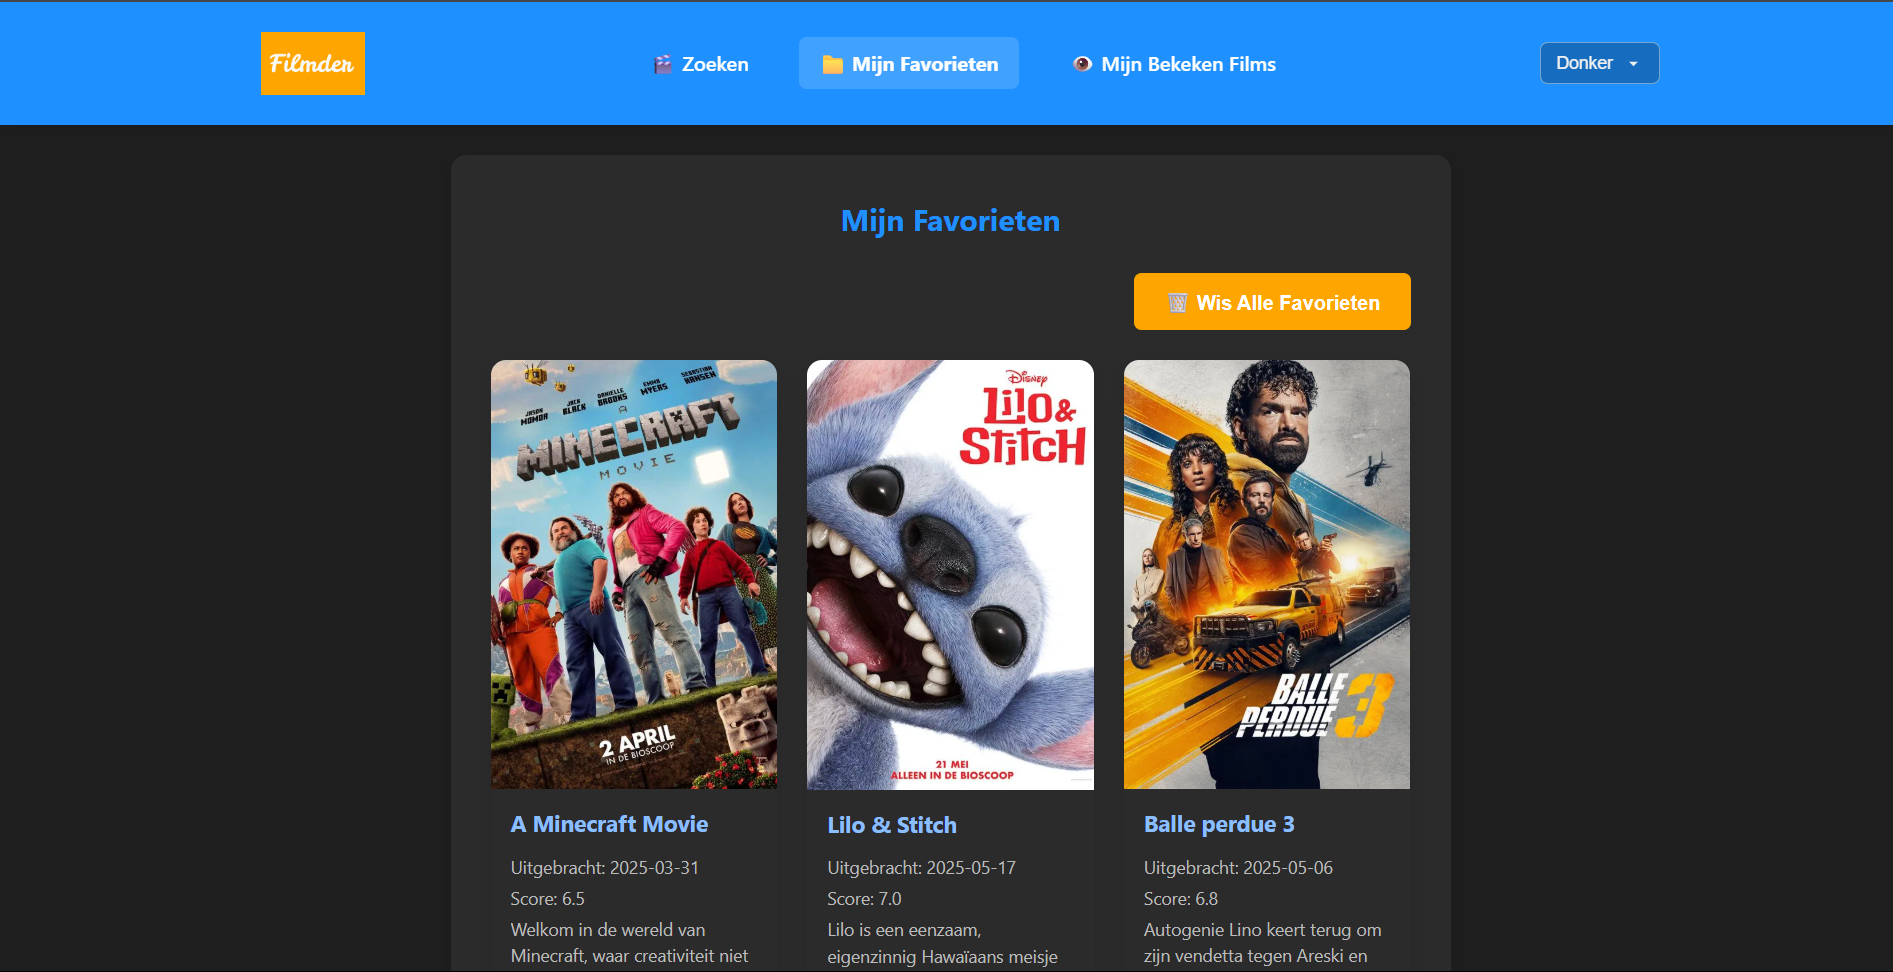 Filmder
Zoeken
Mijn Favorieten
Mijn Bekeken Films
Donker
Mijn Favorieten
Wis Alle Favorieten
JASON MOMOA
JACK BLACK
DANIELLE BROOKS
EMMA MYERS
SEBASTIAN HANSEN
A
MINECRAFT
MOVIE
2 APRIL
IN DE BIOSCOOP
DISNEY
LiLO &
STiTCH
21 MEI
ALLEEN IN DE BIOSCOOP
BALLE
PERDUE 3
A Minecraft Movie
Uitgebracht: 2025-03-31
Score: 6.5
Welkom in de wereld van
Minecraft, waar creativiteit niet
Lilo & Stitch
Uitgebracht: 2025-05-17
Score: 7.0
Lilo is een eenzaam,
eigenzinnig Hawaïaans meisje
Balle perdue 3
Uitgebracht: 2025-05-06
Score: 6.8
Autogenie Lino keert terug om
zijn vendetta tegen Areski en